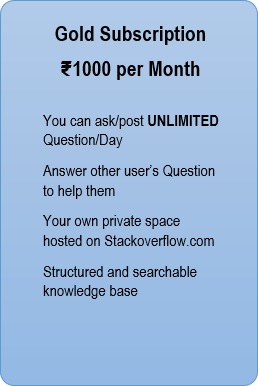 Gold Subscription
₹1000 per Month
You can ask/post UNLIMITED
Question/Day
Answer other user's Question
to help them
Your own private space
hosted on Stackoverflow.com
Structured and searchable
knowledge base